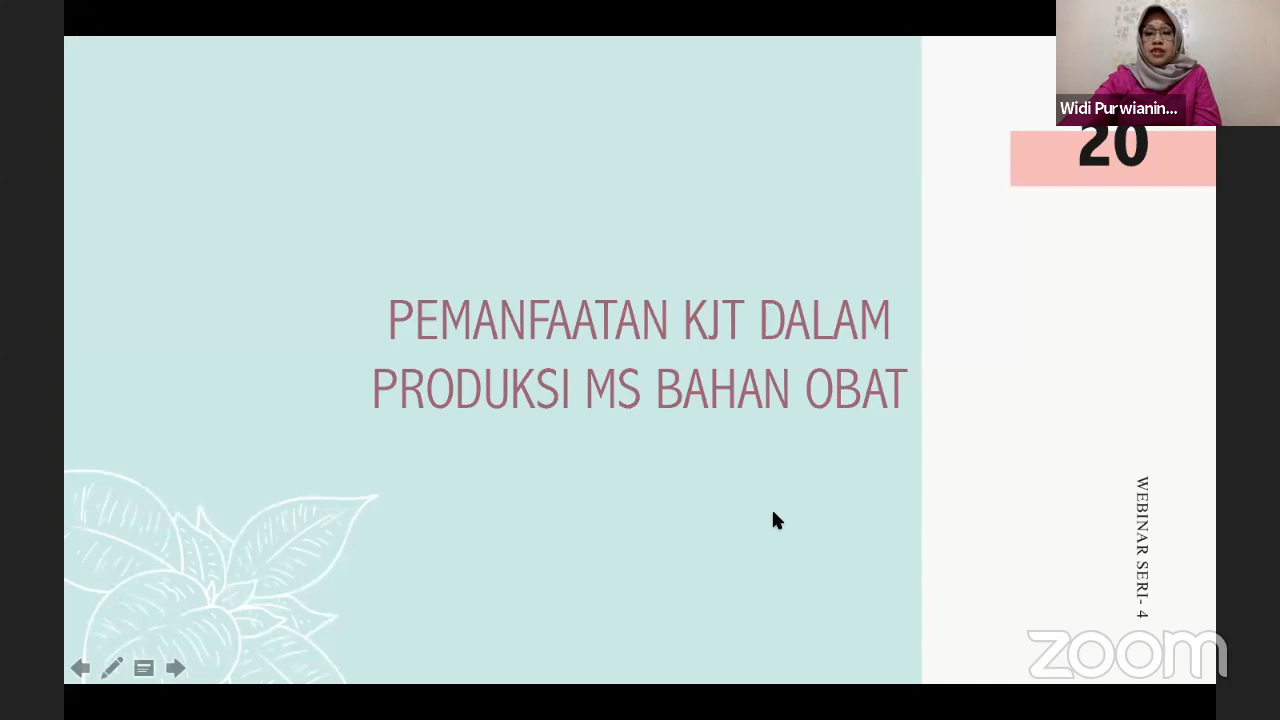 Widi Purwianin...
20
PEMANFAATAN KJT DALAM
PRODUKSI MS BAHAN OBAT
WEBINAR SERI- 4
zoom